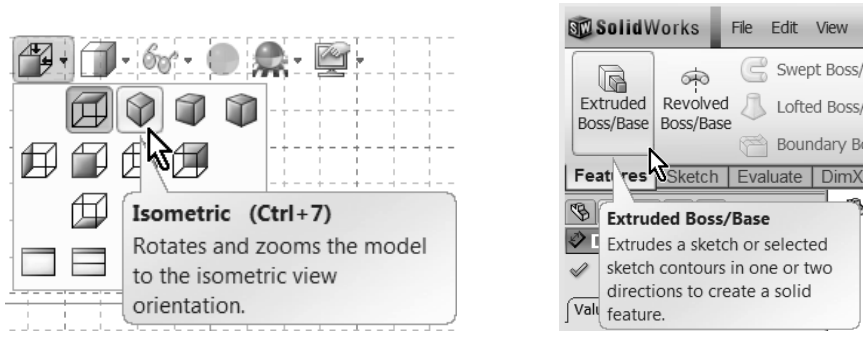 Isometric (Ctrl+7)
Rotates and zooms the model
to the isometric view
orientation.
SolidWorks File Edit View
Extruded Boss/Base
Revolved Boss/Base
Swept Boss/
Lofted Boss/
Boundary B
Features Sketch Evaluate DimX
Extruded Boss/Base
Extrudes a sketch or selected
sketch contours in one or two
directions to create a solid
feature.